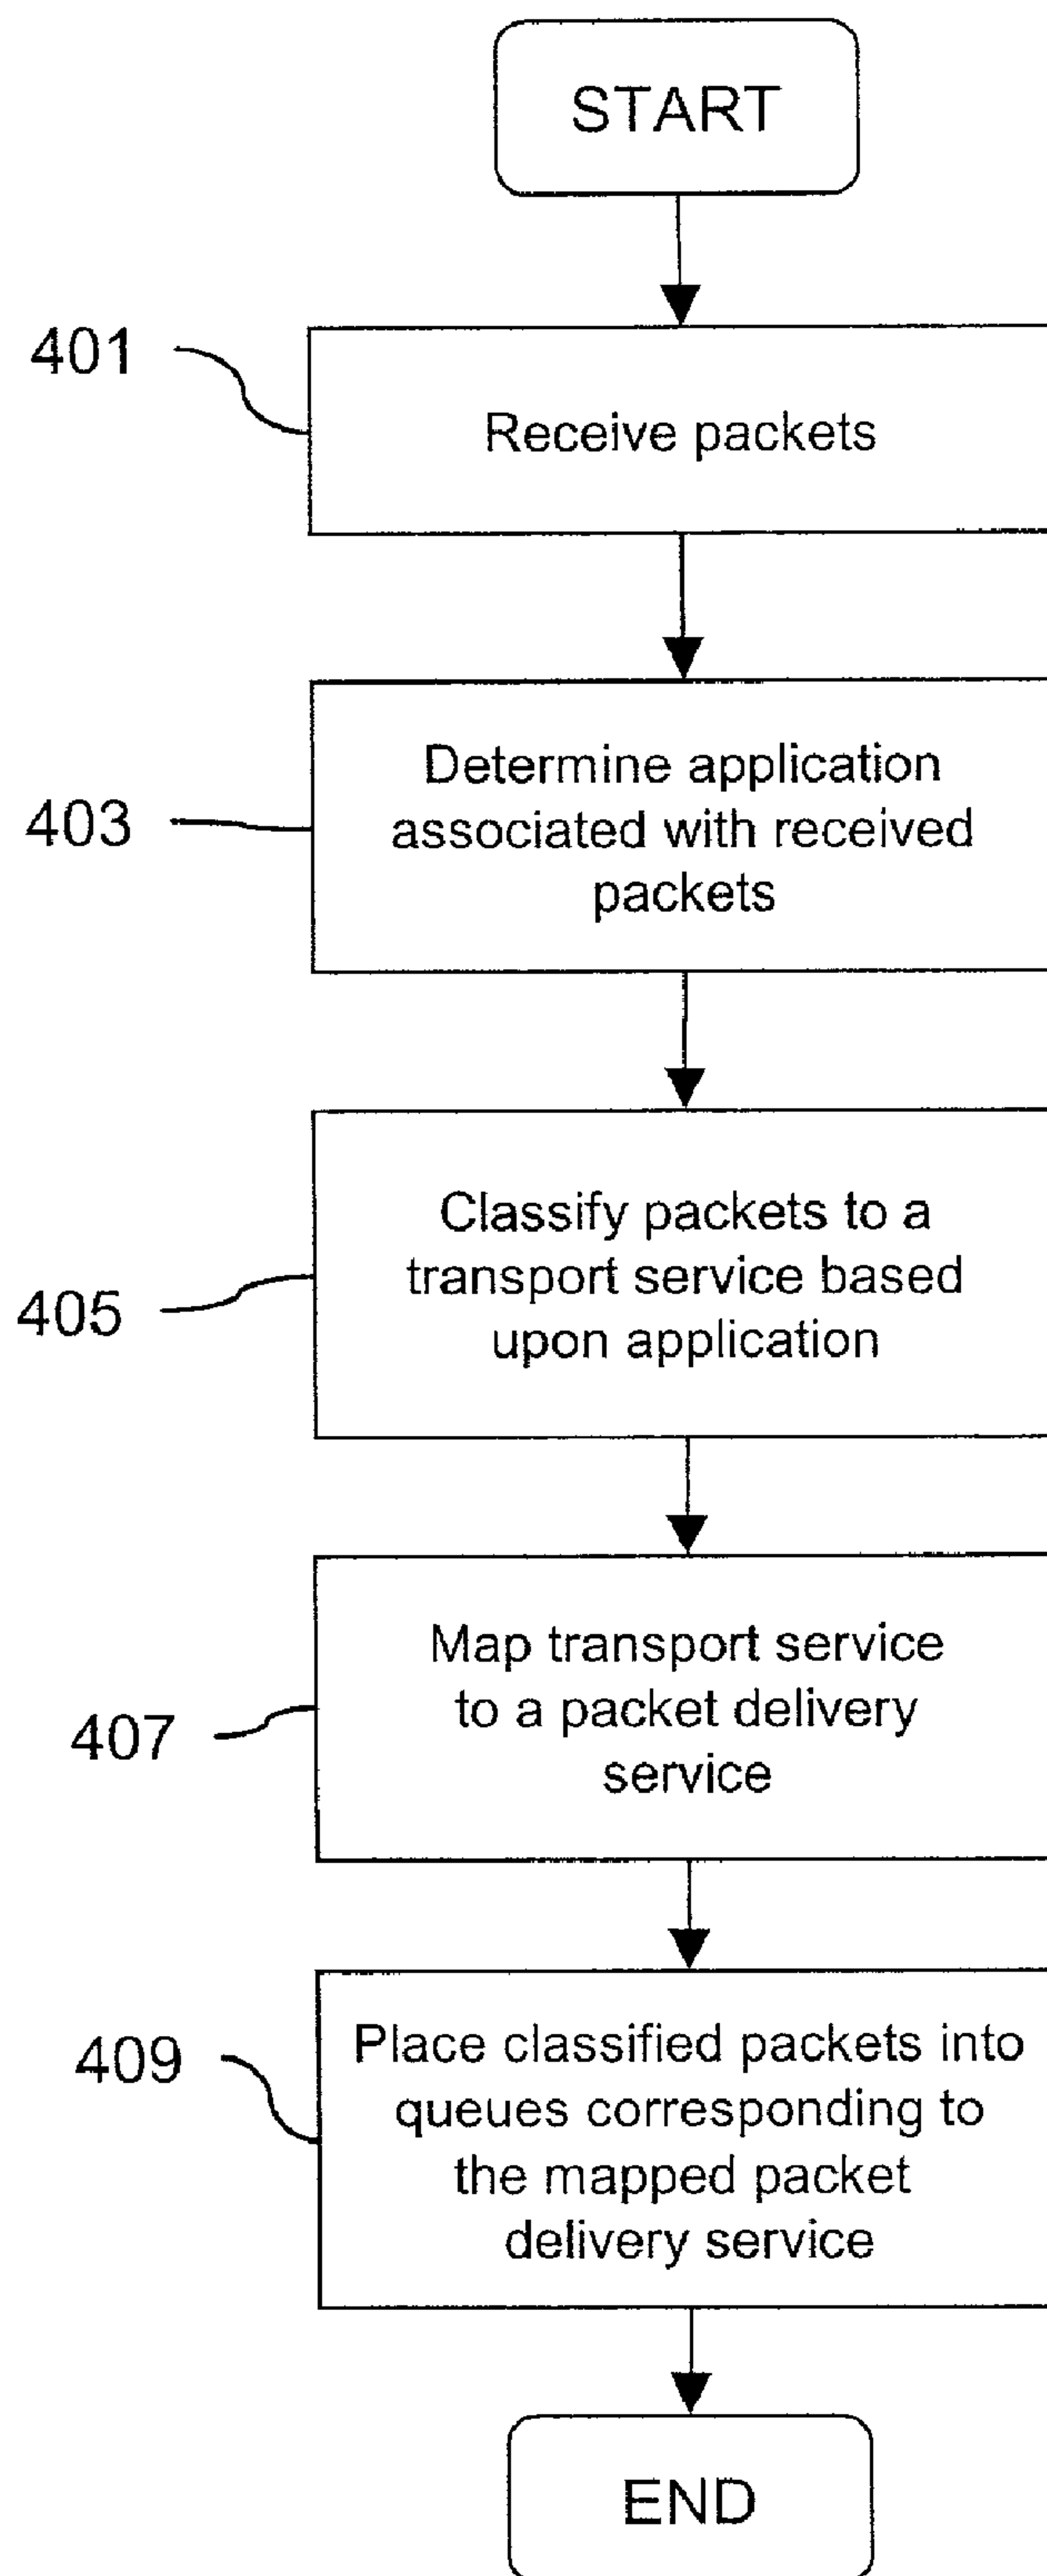 START
401
Receive packets
403
Determine application
associated with received
packets
405
Classify packets to a
transport service based
upon application
407
Map transport service
to a packet delivery
service
409
Place classified packets into
queues corresponding to
the mapped packet
delivery service
END